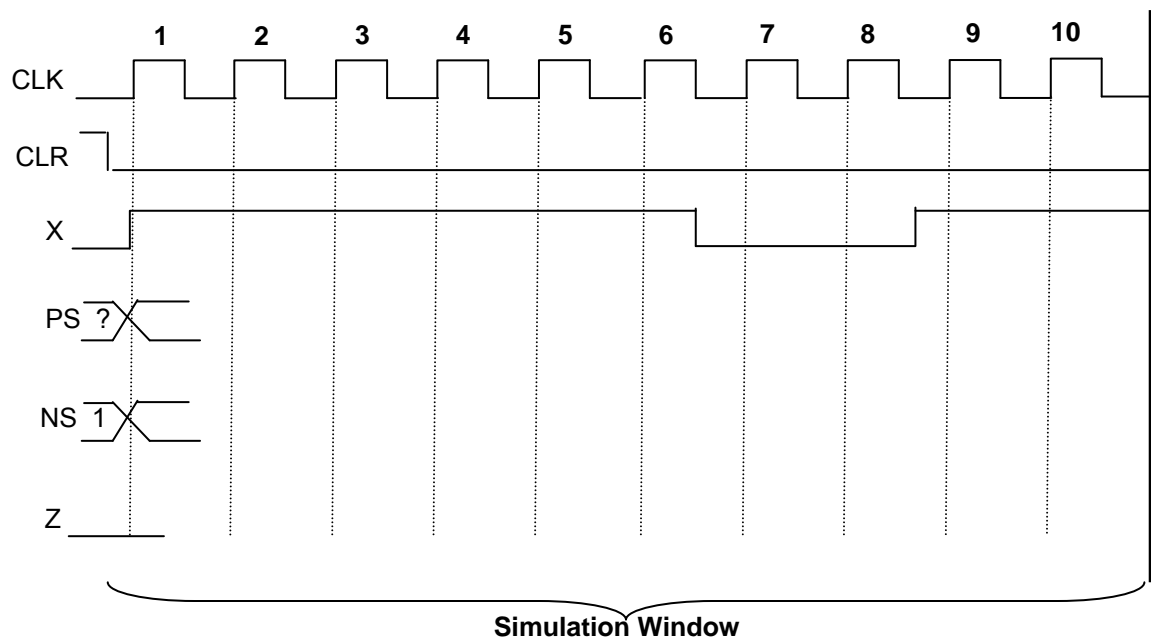 1 2 3 4 5 6 7 8 9 10
CLK
CLR
X
PS ?
NS 1
Z
Simulation Window